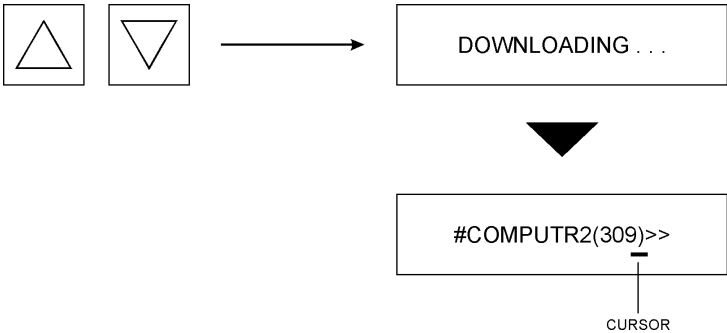 DOWNLOADING . . .
#COMPUTR2(309)>>
CURSOR